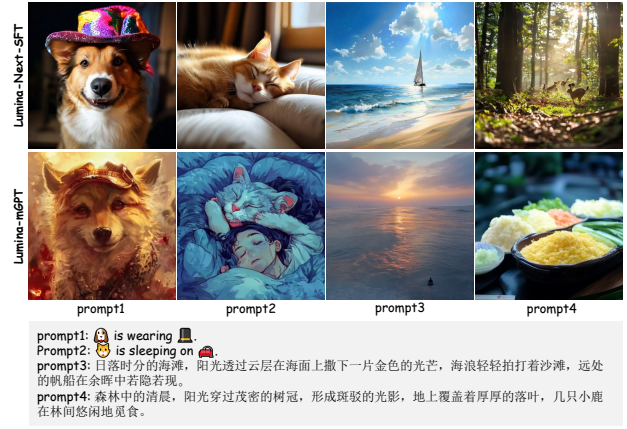 Lumina-Next-SFT
Lumina-mGPT
prompt1 prompt2 prompt3 prompt4
prompt1: 🐶 is wearing 🎩.
Prompt2: 🐱 is sleeping on 🛋.
prompt3: 日落时分的海滩，阳光透过云层在海面上撒下一片金色的光芒，海浪轻轻拍打着沙滩，远处
的帆船在余晖中若隐若现。
prompt4: 森林中的清晨，阳光穿过茂密的树冠，形成斑驳的光影，地上覆盖着厚厚的落叶，几只小鹿
在林间悠闲地觅食。